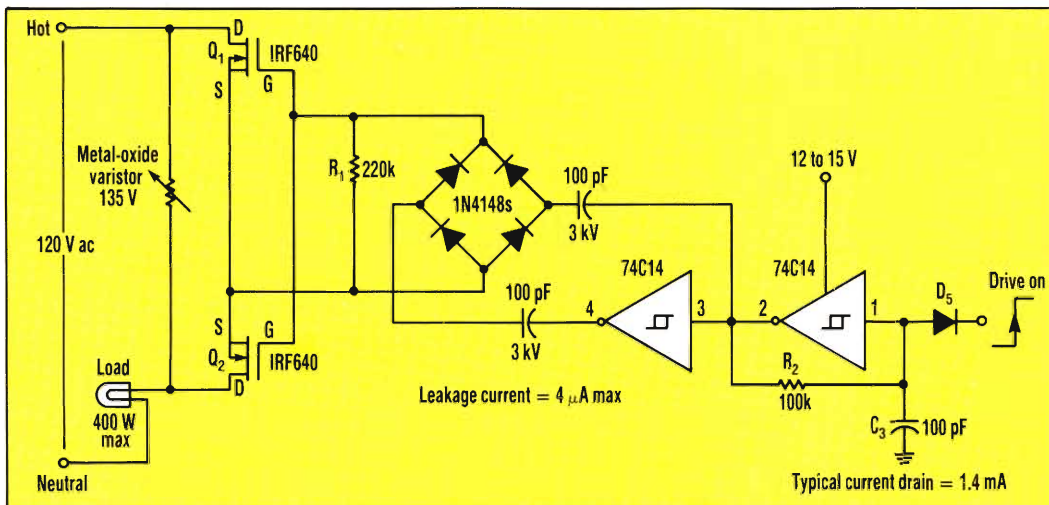 Hot
D
Q1
IRF640
G
S
Metal-oxide
varistor
135 V
R1
220k
120 V ac
1N4148s
100 pF
3 kV
12 to 15 V
74C14
74C14
Drive on
D5
100 pF
3 kV
4
3
2
1
S
G
Q2
IRF640
D
Load
400 W
max
Neutral
Leakage current = 4 μA max
R2
100k
C3
100 pF
Typical current drain = 1.4 mA